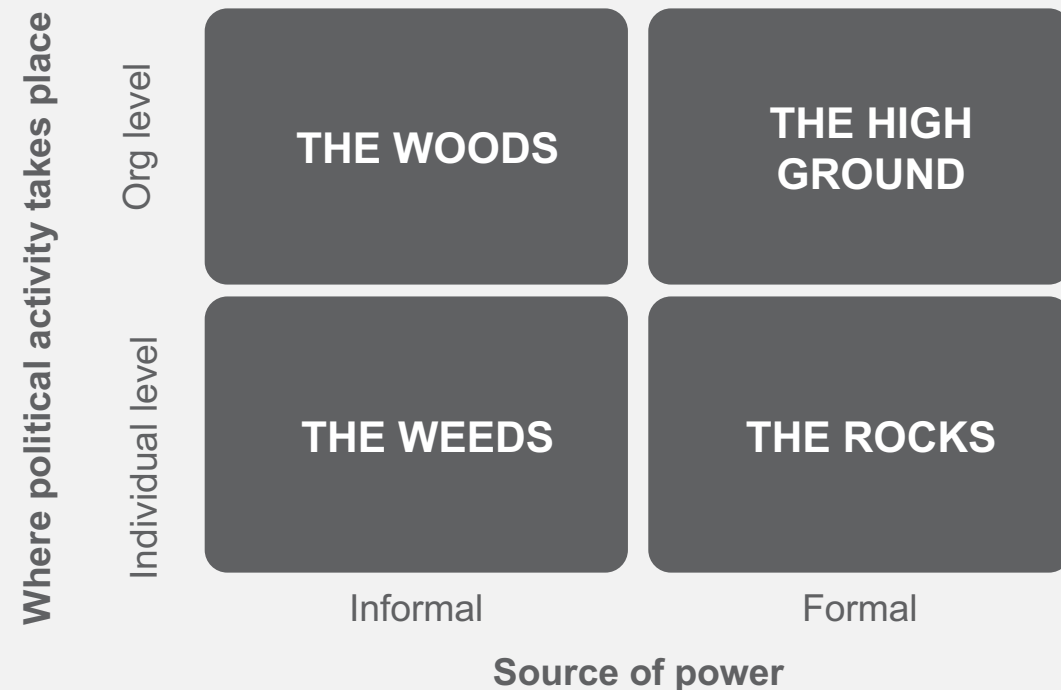 Where political activity takes place
Org level
THE WOODS
THE HIGH
GROUND
Individual level
THE WEEDS
THE ROCKS
Informal
Formal
Source of power